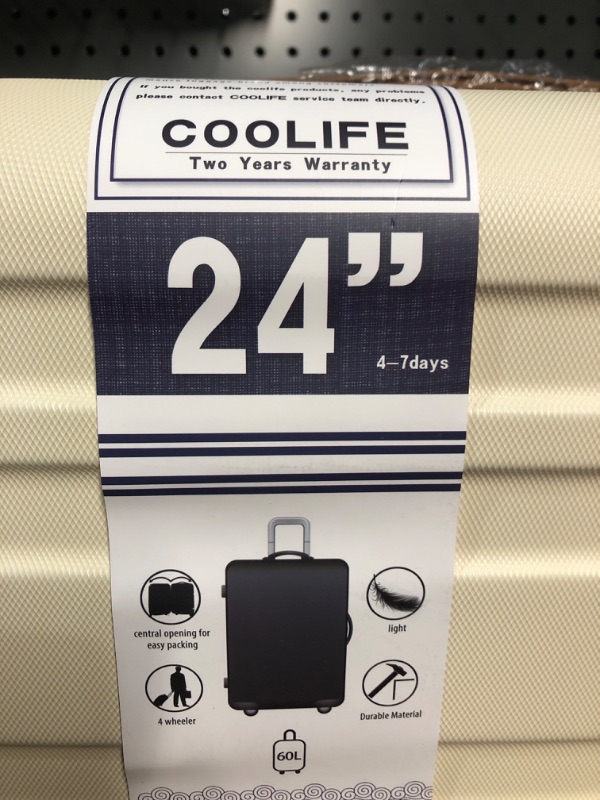 If you bought the coolife products, any problems
please contact COOLIFE service team directly.
COOLIFE
Two Years Warranty
24”
4—7days
central opening for
easy packing
light
4 wheeler
Durable Material
60L